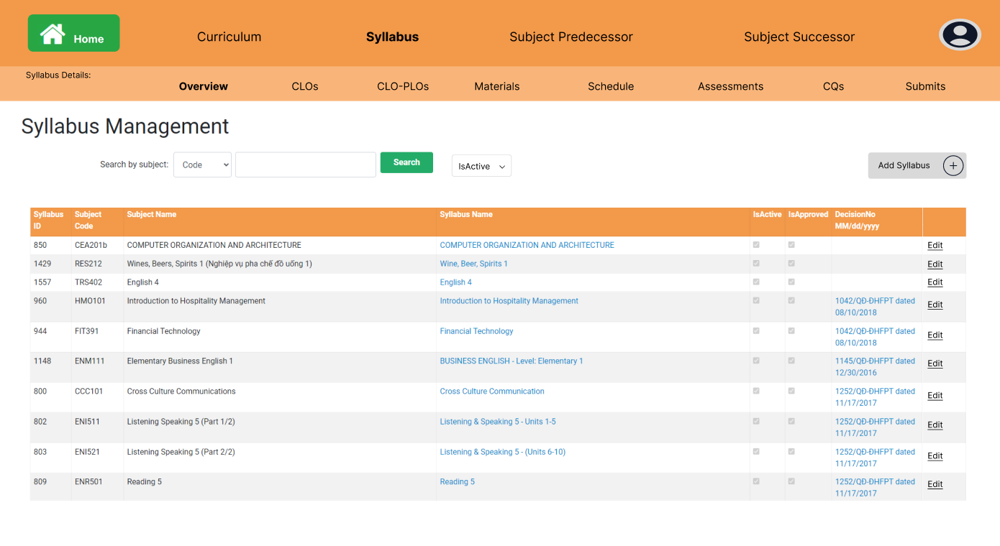 Home
Curriculum Syllabus Subject Predecessor Subject Successor
Syllabus Details:
Overview CLOs CLO-PLOs Materials Schedule Assessments CQs Submits
Syllabus Management
Search by subject: Code Search IsActive Add Syllabus
Syllabus ID Subject Code Subject Name Syllabus Name IsActive IsApproved DecisionNo MM/dd/yyyy
850 CEA201b COMPUTER ORGANIZATION AND ARCHITECTURE COMPUTER ORGANIZATION AND ARCHITECTURE Edit
1429 RES212 Wines, Beers, Spirits 1 (Nghiệp vụ pha chế đồ uống 1) Wine, Beer, Spirits 1 Edit
1557 TRS402 English 4 English 4 Edit
960 HMO101 Introduction to Hospitality Management Introduction to Hospitality Management 1042/QĐ-ĐHFPT dated 08/10/2018 Edit
944 FIT391 Financial Technology Financial Technology 1042/QĐ-ĐHFPT dated 08/10/2018 Edit
1148 ENM111 Elementary Business English 1 BUSINESS ENGLISH - Level: Elementary 1 1145/QĐ-ĐHFPT dated 12/30/2016 Edit
800 CCC101 Cross Culture Communications Cross Culture Communication 1252/QĐ-ĐHFPT dated 11/17/2017 Edit
802 ENI511 Listening Speaking 5 (Part 1/2) Listening & Speaking 5 - Units 1-5 1252/QĐ-ĐHFPT dated 11/17/2017 Edit
803 ENI521 Listening Speaking 5 (Part 2/2) Listening & Speaking 5 - (Units 6-10) 1252/QĐ-ĐHFPT dated 11/17/2017 Edit
809 ENR501 Reading 5 Reading 5 1252/QĐ-ĐHFPT dated 11/17/2017 Edit